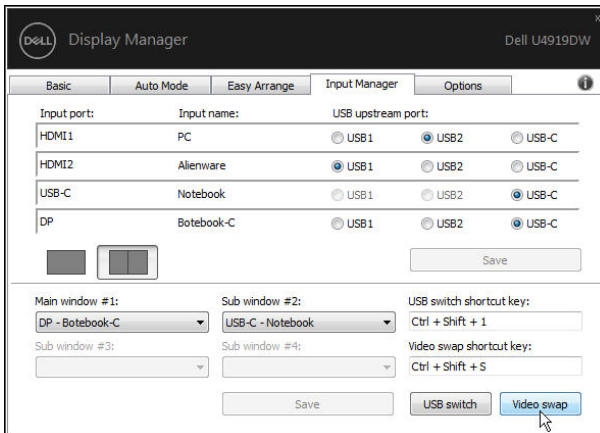 DELL Display Manager Dell U4919DW
Basic Auto Mode Easy Arrange Input Manager Options i
Input port: Input name: USB upstream port:
HDMI1 PC USB1 USB2 USB-C
HDMI2 Alienware USB1 USB2 USB-C
USB-C Notebook USB1 USB2 USB-C
DP Botebook-C USB1 USB2 USB-C
Save
Main window #1: Sub window #2: USB switch shortcut key:
DP - Botebook-C USB-C - Notebook Ctrl + Shift + 1
Sub window #3: Sub window #4: Video swap shortcut key:
Ctrl + Shift + S
Save USB switch Video swap